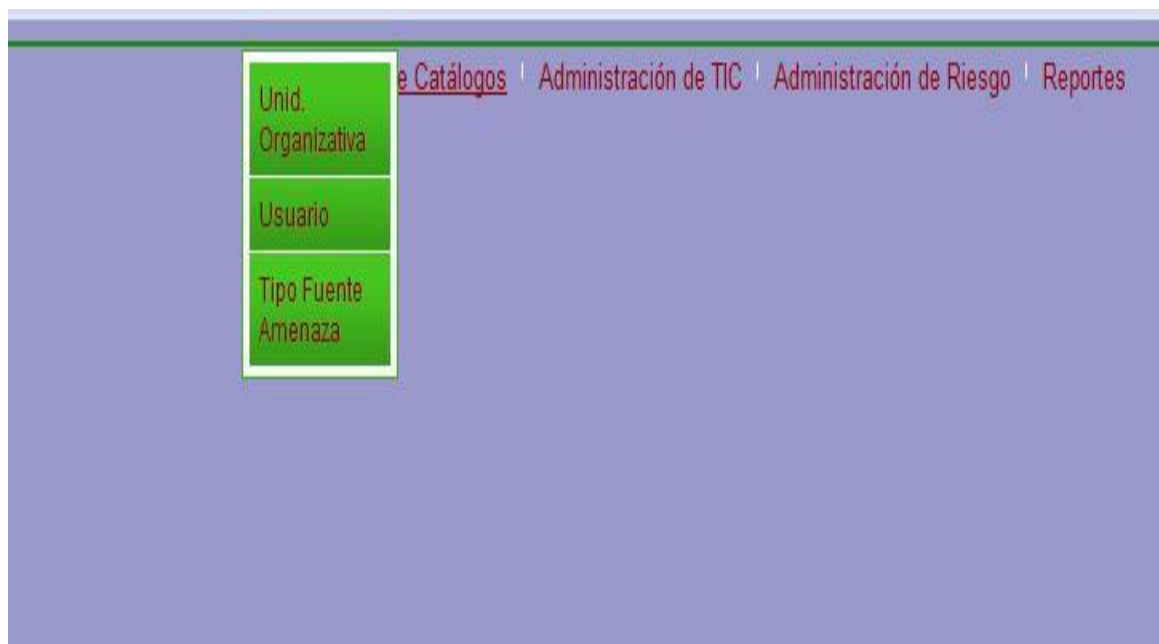 e Catálogos Administración de TIC Administración de Riesgo Reportes
Unid.
Organizativa
Usuario
Tipo Fuente
Amenaza